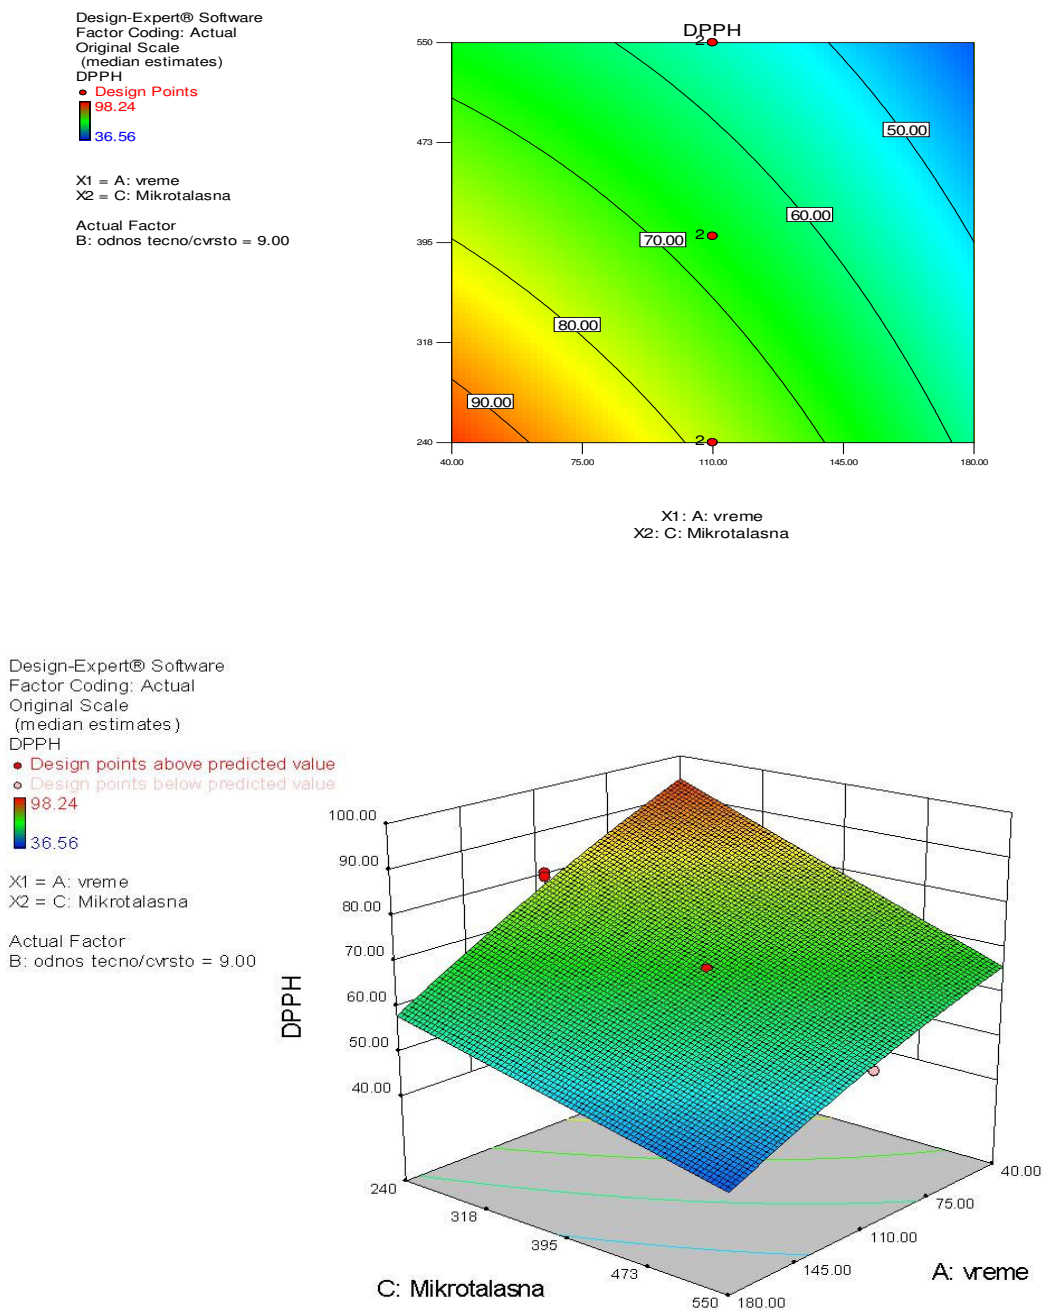 Design-Expert® Software
Factor Coding: Actual
Original Scale
(median estimates)
DPPH
Design Points
98.24
36.56
X1 = A: vreme
X2 = C: Mikrotalasna
Actual Factor
B: odnos tecno/cvrsto = 9.00
DPPH
550
473
395
318
240
40.00
75.00
110.00
145.00
180.00
2
2
2
50.00
60.00
70.00
80.00
90.00
X1: A: vreme
X2: C: Mikrotalasna
Design-Expert® Software
Factor Coding: Actual
Original Scale
(median estimates)
DPPH
Design points above predicted value
Design points below predicted value
98.24
36.56
X1 = A: vreme
X2 = C: Mikrotalasna
Actual Factor
B: odnos tecno/cvrsto = 9.00
100.00
90.00
80.00
70.00
60.00
50.00
40.00
DPPH
240
318
395
473
550
C: Mikrotalasna
40.00
75.00
110.00
145.00
180.00
A: vreme